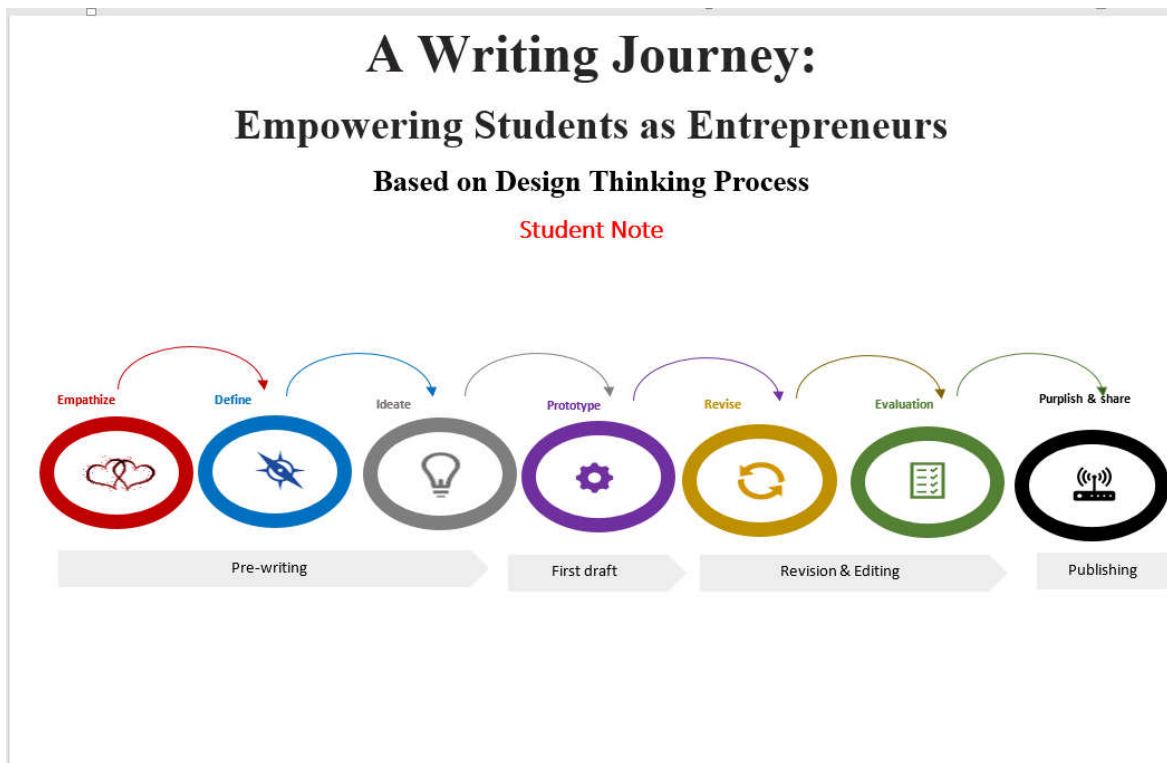 A Writing Journey:
Empowering Students as Entrepreneurs
Based on Design Thinking Process
Student Note
Empathize
Define
Ideate
Prototype
Revise
Evaluation
Purplish & share
Pre-writing
First draft
Revision & Editing
Publishing